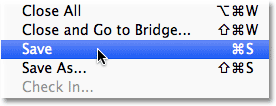 Close All ⌥⌘W
Close and Go to Bridge... ⇧⌘W
Save ⌘S
Save As... ⇧⌘S
Check In...